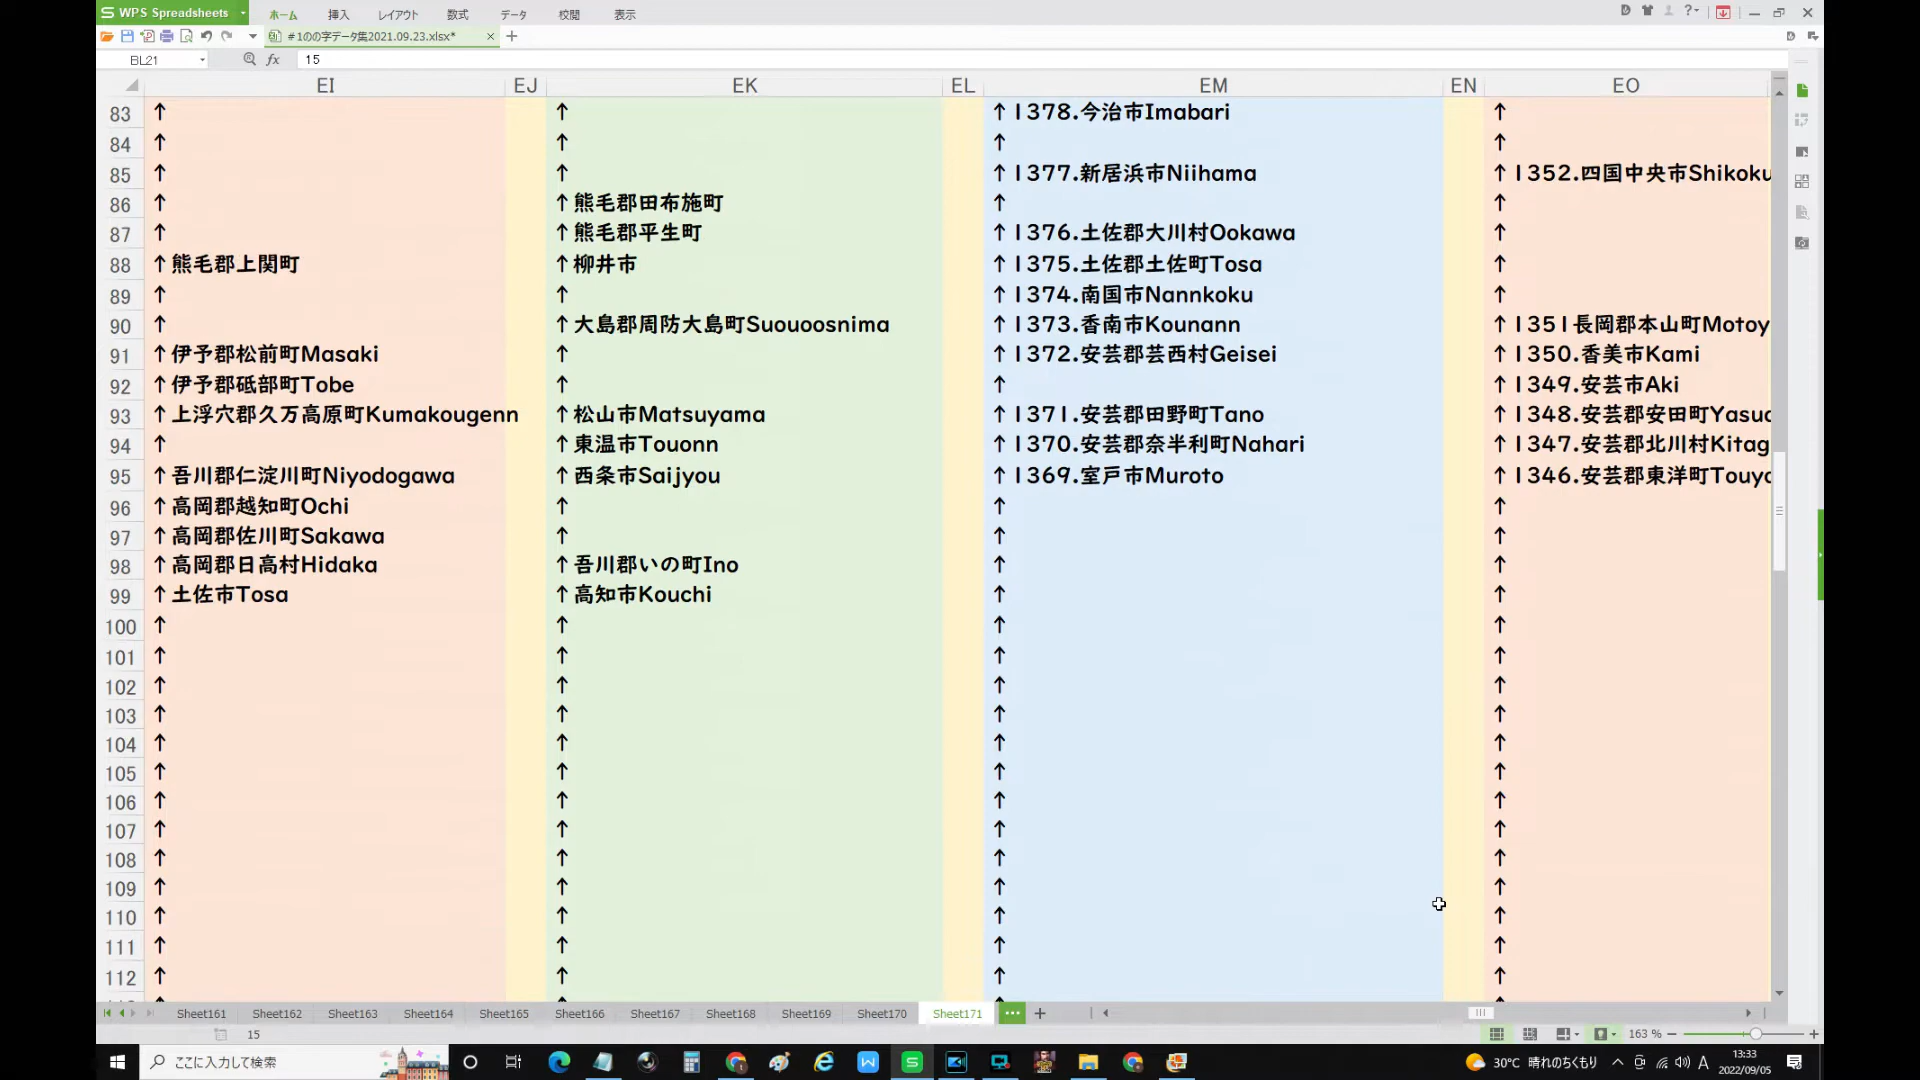 WPS Spreadsheets ホーム 挿入 レイアウト 数式 データ 校閲 表示
#1のの字データ集2021.09.23.xlsx*
BL21 fx 15
EI EJ EK EL EM EN EO
83 ↑ ↑ ↑1378.今治市Imabari ↑
84 ↑ ↑ ↑ ↑
85 ↑ ↑ ↑1377.新居浜市Niihama ↑1352.四国中央市Shikoku
86 ↑ ↑熊毛郡田布施町 ↑ ↑
87 ↑ ↑熊毛郡平生町 ↑1376.土佐郡大川村Ookawa ↑
88 ↑熊毛郡上関町 ↑柳井市 ↑1375.土佐郡土佐町Tosa ↑
89 ↑ ↑ ↑1374.南国市Nannkoku ↑
90 ↑ ↑大島郡周防大島町Suouoosnima ↑1373.香南市Kounann ↑1351長岡郡本山町Motoy
91 ↑伊予郡松前町Masaki ↑ ↑1372.安芸郡芸西村Geisei ↑1350.香美市Kami
92 ↑伊予郡砥部町Tobe ↑ ↑ ↑1349.安芸市Aki
93 ↑上浮穴郡久万高原町Kumakougenn ↑松山市Matsuyama ↑1371.安芸郡田野町Tano ↑1348.安芸郡安田町Yasuc
94 ↑ ↑東温市Touonn ↑1370.安芸郡奈半利町Nahari ↑1347.安芸郡北川村Kitag
95 ↑吾川郡仁淀川町Niyodogawa ↑西条市Saijyou ↑1369.室戸市Muroto ↑1346.安芸郡東洋町Touyc
96 ↑高岡郡越知町Ochi ↑ ↑ ↑
97 ↑高岡郡佐川町Sakawa ↑ ↑ ↑
98 ↑高岡郡日高村Hidaka ↑吾川郡いの町Ino ↑ ↑
99 ↑土佐市Tosa ↑高知市Kouchi ↑ ↑
100 ↑ ↑ ↑ ↑
101 ↑ ↑ ↑ ↑
102 ↑ ↑ ↑ ↑
103 ↑ ↑ ↑ ↑
104 ↑ ↑ ↑ ↑
105 ↑ ↑ ↑ ↑
106 ↑ ↑ ↑ ↑
107 ↑ ↑ ↑ ↑
108 ↑ ↑ ↑ ↑
109 ↑ ↑ ↑ ↑
110 ↑ ↑ ↑ ↑
111 ↑ ↑ ↑ ↑
112 ↑ ↑ ↑ ↑
Sheet161 Sheet162 Sheet163 Sheet164 Sheet165 Sheet166 Sheet167 Sheet168 Sheet169 Sheet170 Sheet171
15 163 %
ここに入力して検索 30°C 晴れのちくもり A 13:33
2022/09/05